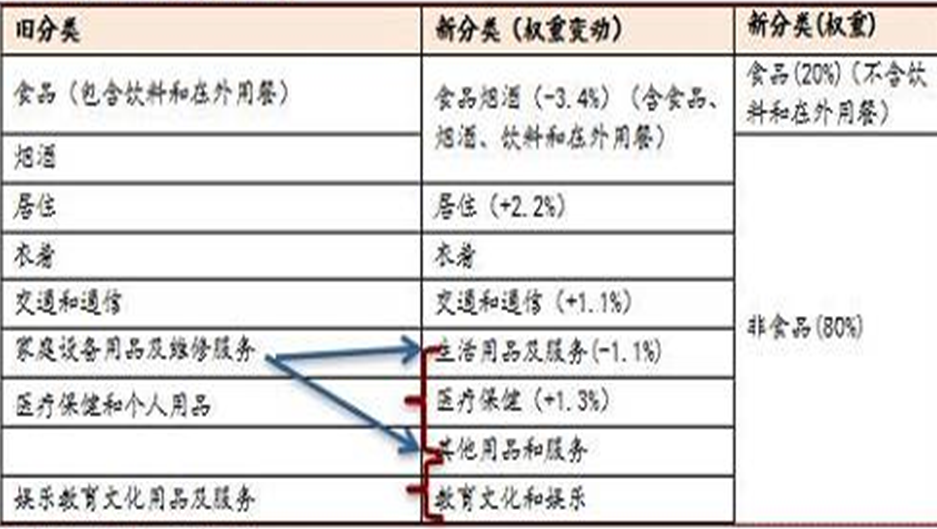 旧分类
新分类（权重变动）
新分类(权重)
食品（包含饮料和在外用餐）
食品烟酒（-3.4%）（含食品、
烟酒、饮料和在外用餐）
食品(20%)（不含饮
料和在外用餐）
烟酒
居住
居住（+2.2%）
衣着
衣着
交通和通信
交通和通信（+1.1%）
非食品(80%)
家庭设备用品及维修服务
生活用品及服务(-1.1%)
医疗保健和个人用品
医疗保健（+1.3%）
其他用品和服务
娱乐教育文化用品及服务
教育文化和娱乐